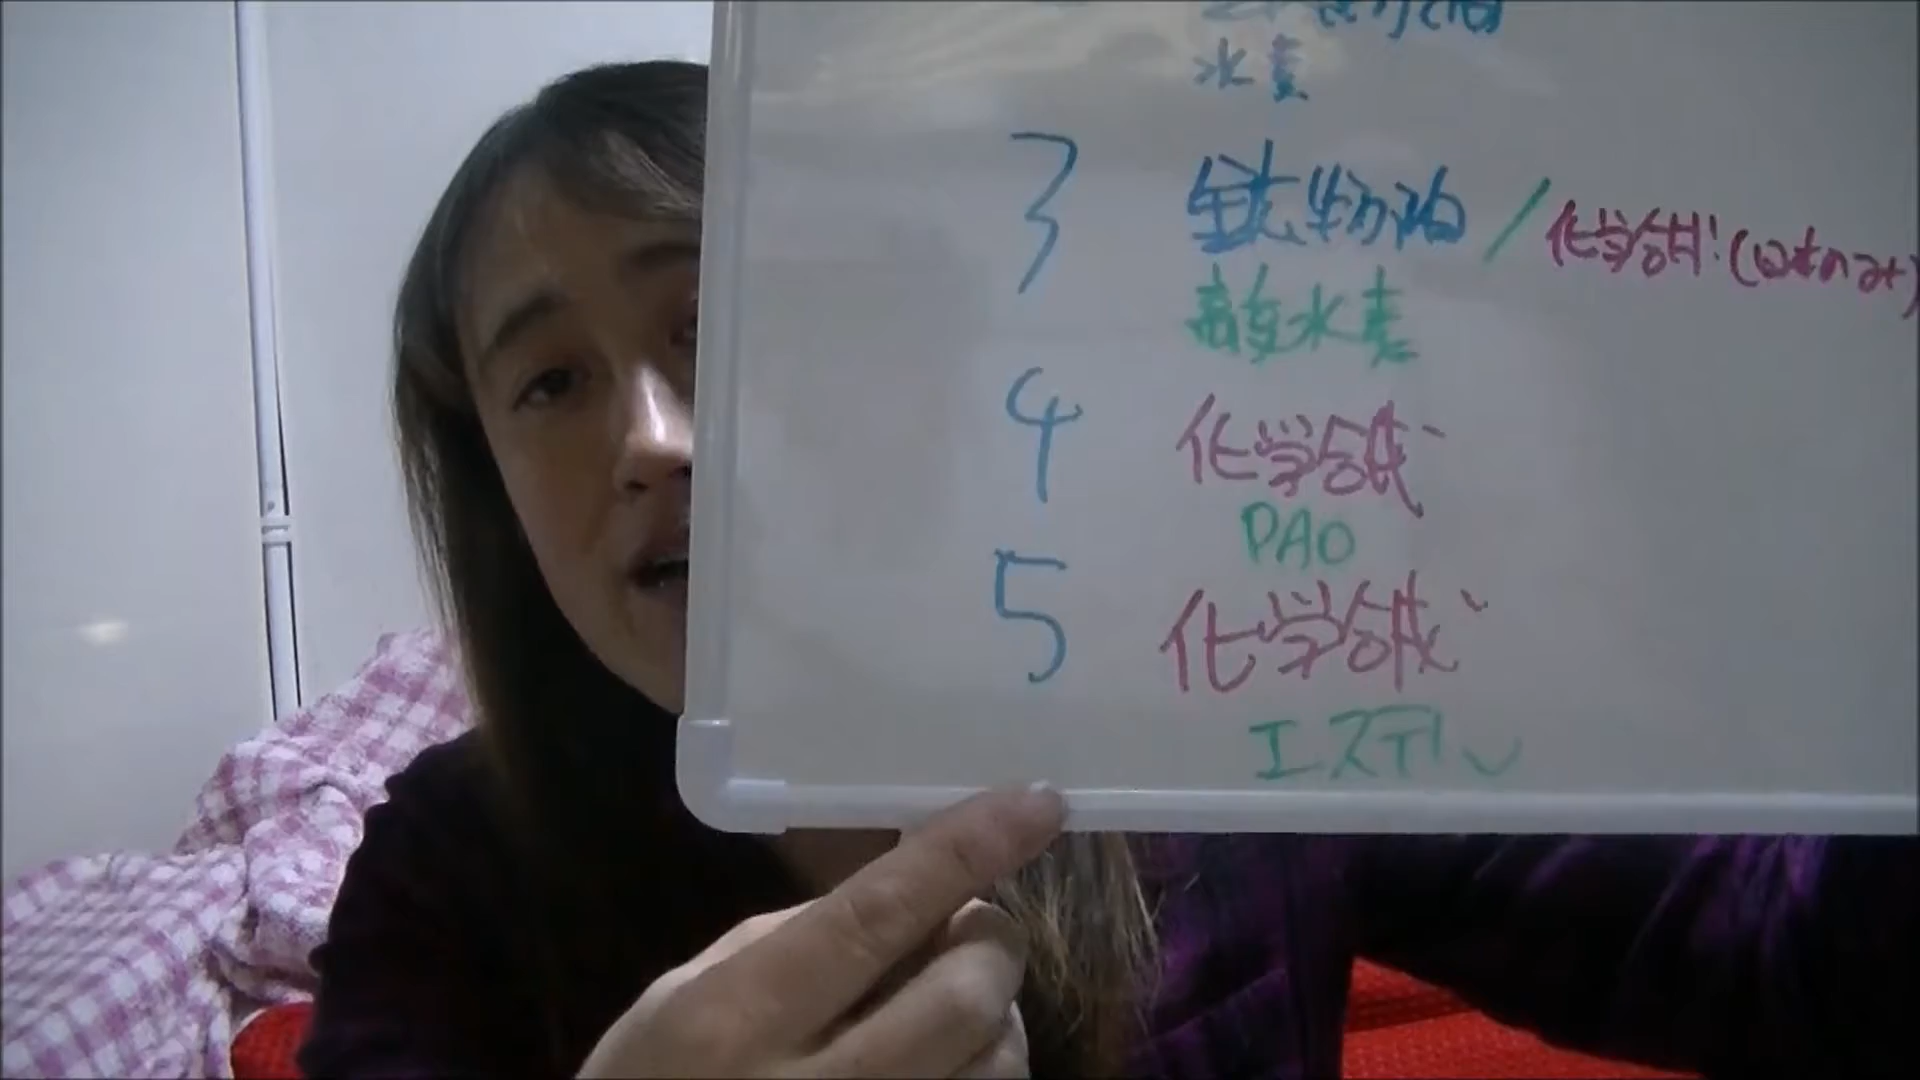 水素
3 鉱物油 / 化学合成 (日本のみ)
高度水素
4 化学合成
PAO
5 化学合成
エステル